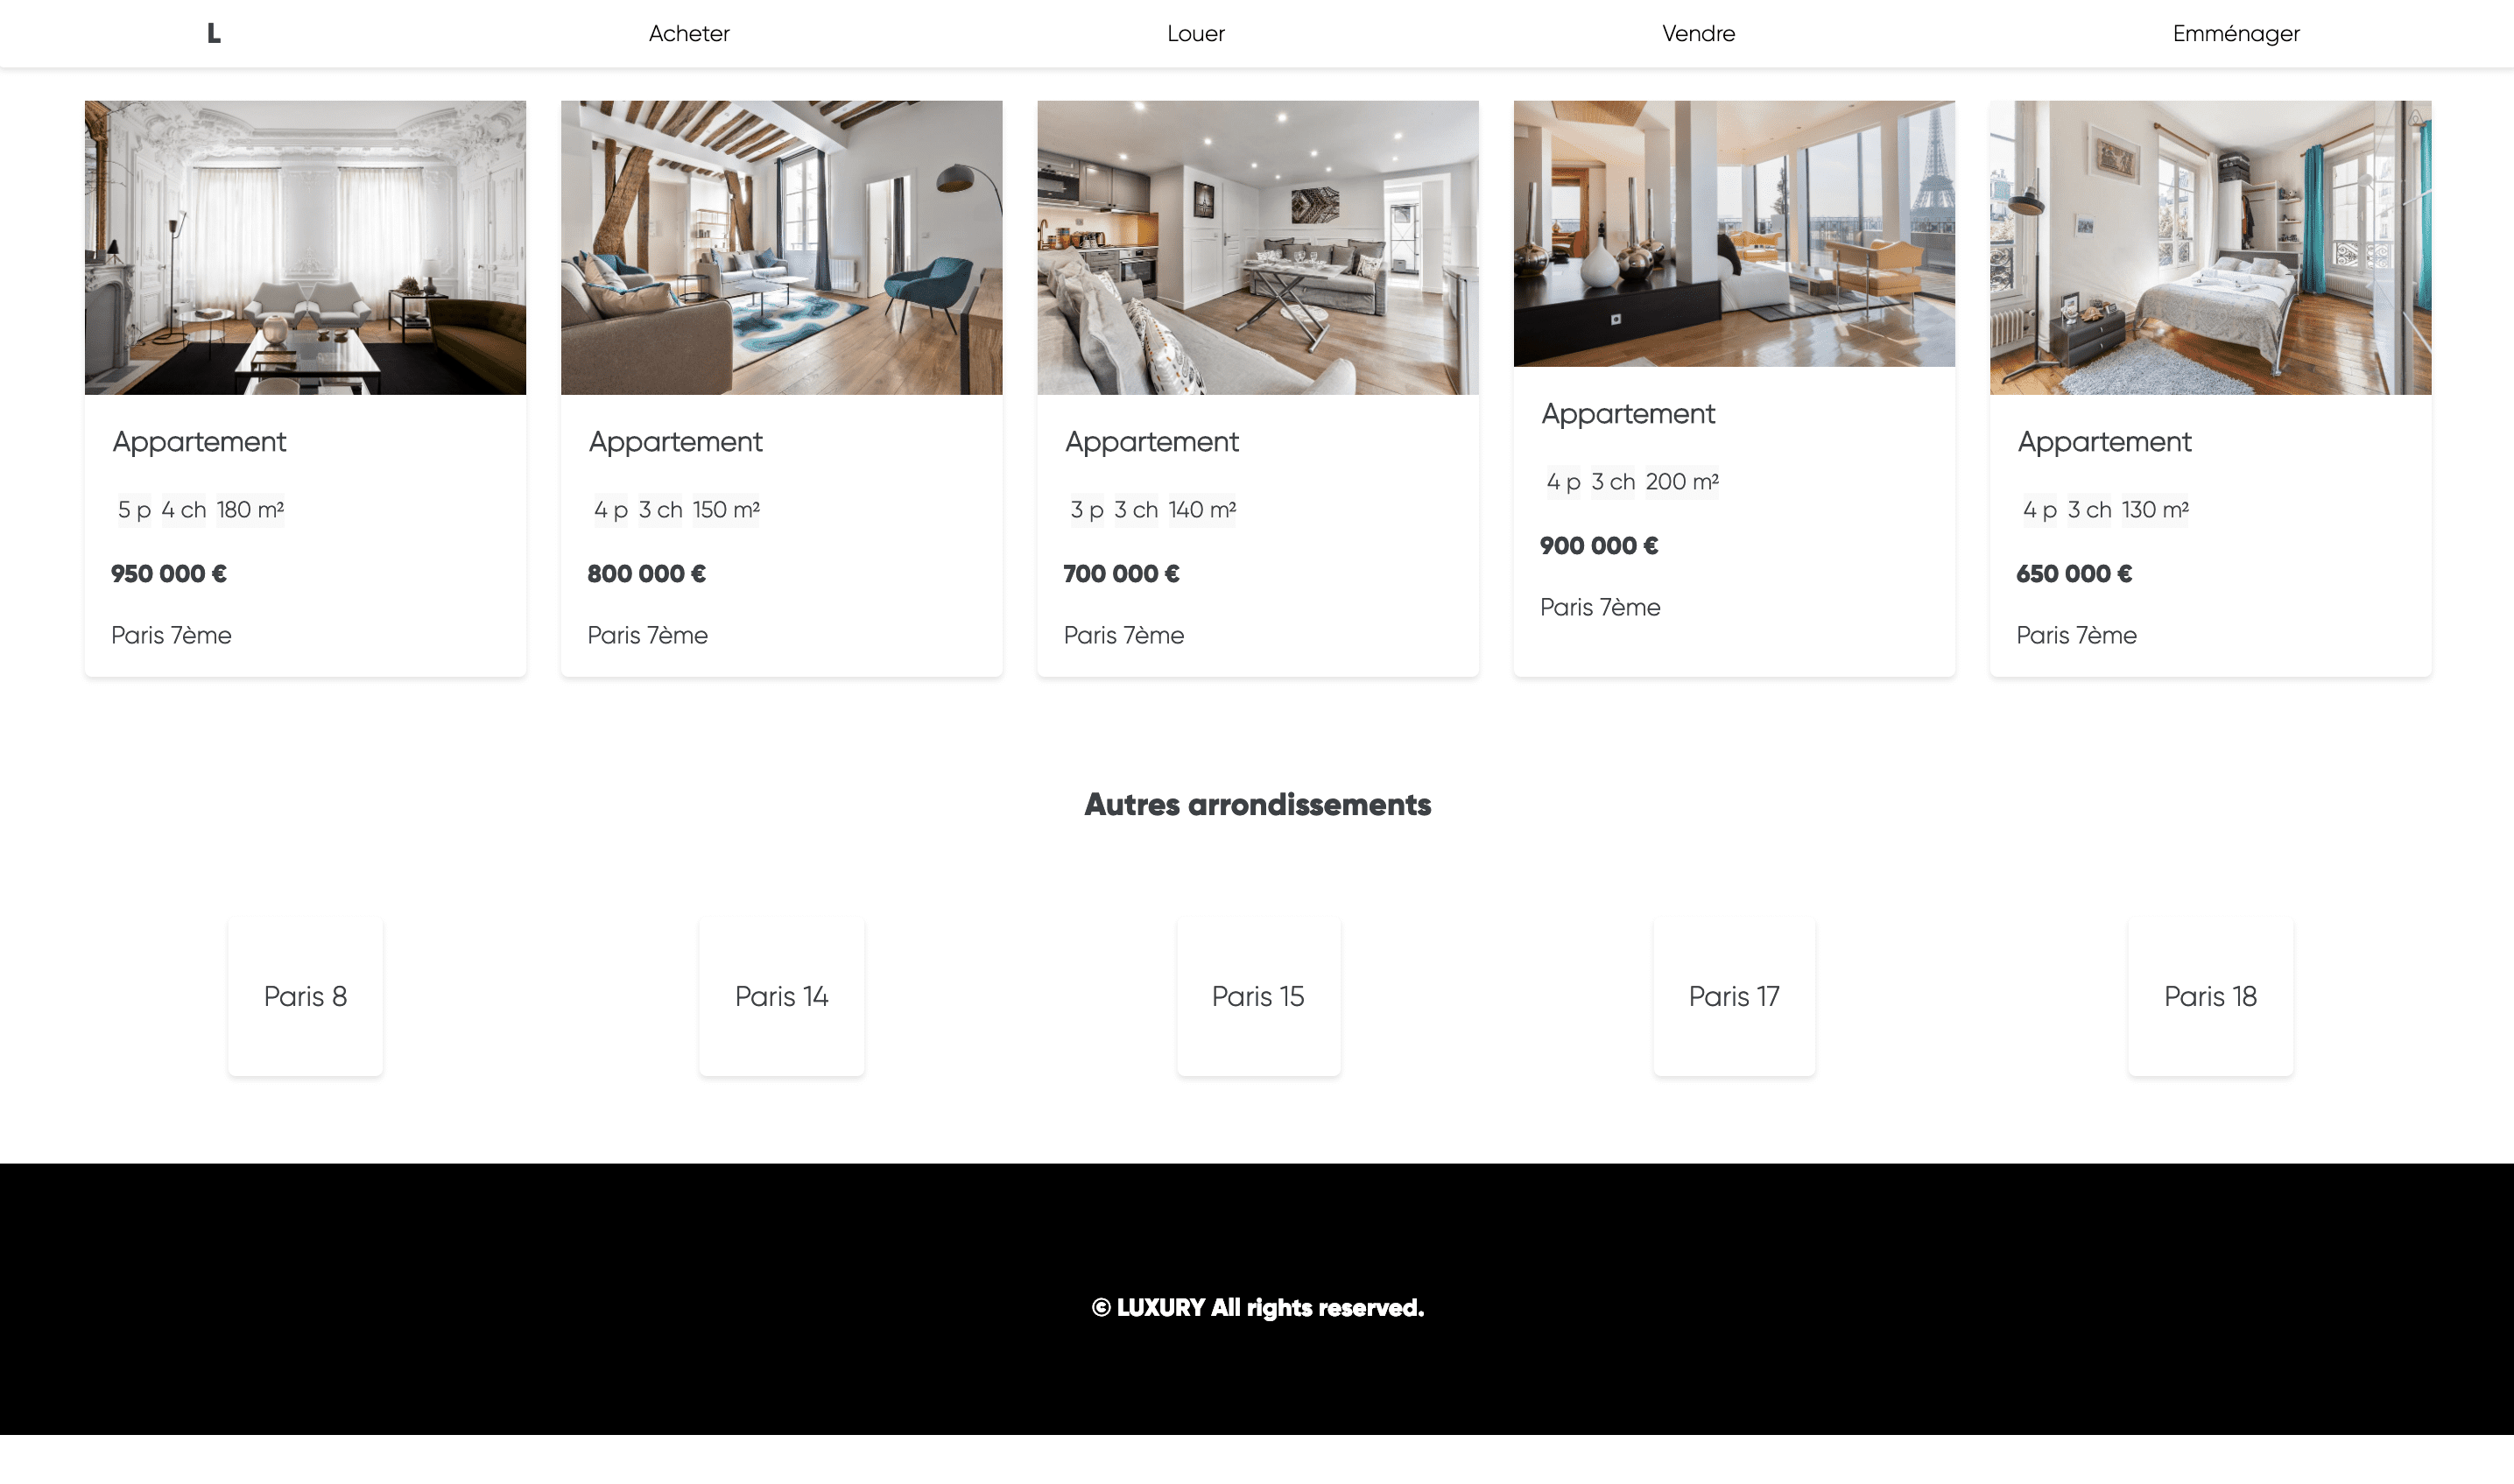 L Acheter Louer Vendre Emménager
Appartement
5 p 4 ch 180 m²
950 000 €
Paris 7ème
Appartement
4 p 3 ch 150 m²
800 000 €
Paris 7ème
Appartement
3 p 3 ch 140 m²
700 000 €
Paris 7ème
Appartement
4 p 3 ch 200 m²
900 000 €
Paris 7ème
Appartement
4 p 3 ch 130 m²
650 000 €
Paris 7ème
Autres arrondissements
Paris 8 Paris 14 Paris 15 Paris 17 Paris 18
© LUXURY All rights reserved.